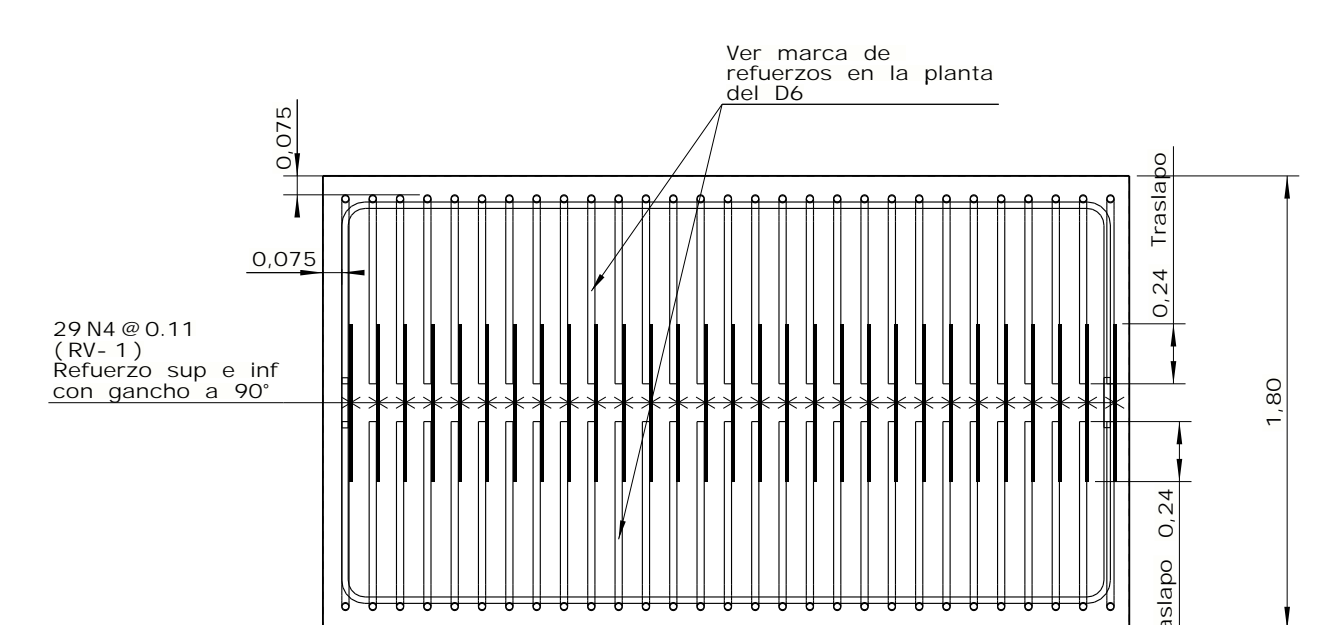 Ver marca de
refuerzos en la planta
del D6
0,075
0,24 Traslapo
0,075
29 N4 @ 0.11
(RV-1)
Refuerzo sup e inf
con gancho a 90°
1,80
0,24